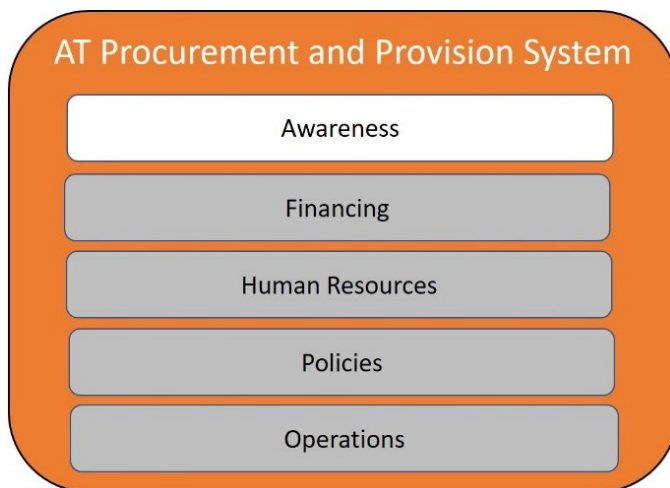 AT Procurement and Provision System
Awareness
Financing
Human Resources
Policies
Operations